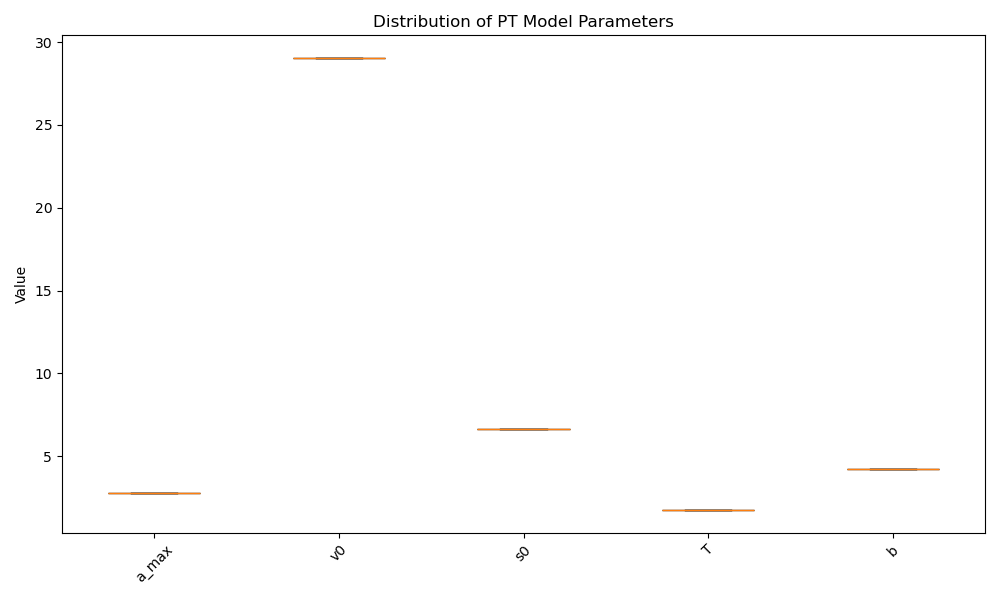 Distribution of PT Model Parameters
30
25
20
15
10
5
Value
a_max
v0
s0
T
b